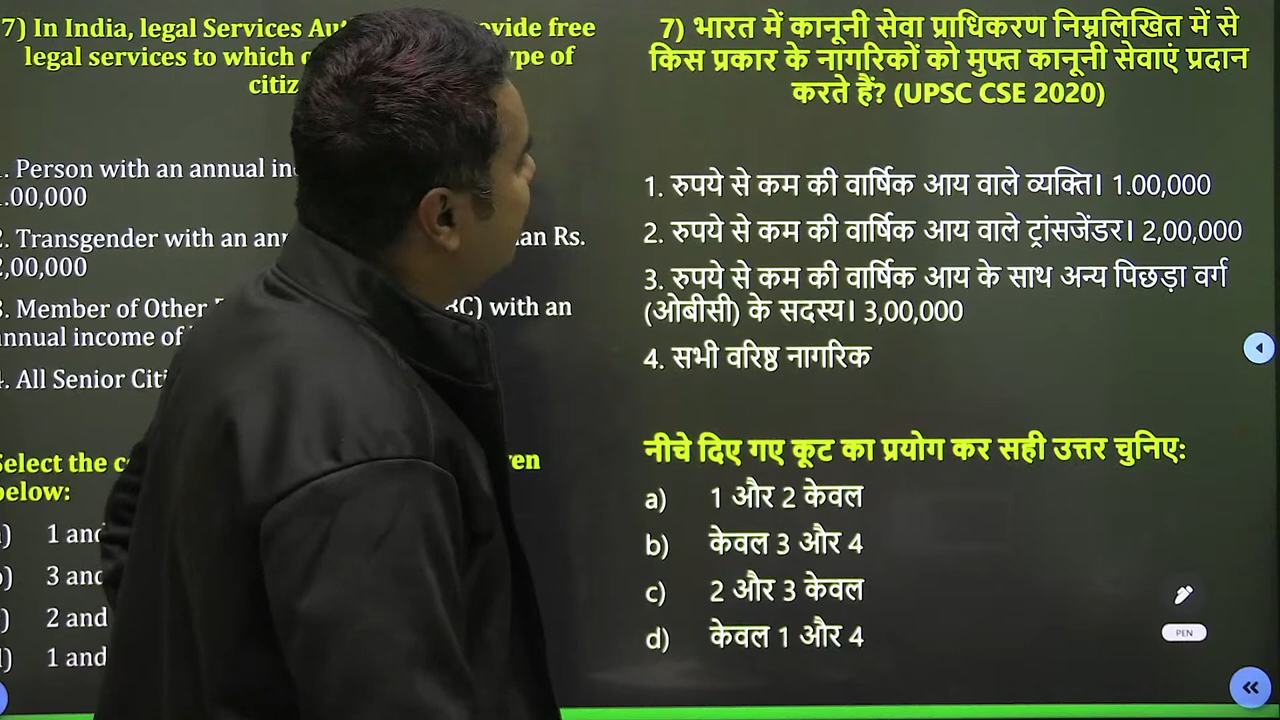 7) In India, legal Services ovide free
legal services to which ype of
citiz
. Person with an annual
.00,000
. Transgender with an an Rs.
,00,000
. Member of Other BC) with an
annual income of
. All Senior Citi
Select the ven
below:
) 1 and
) 3 and
) 2 and
) 1 and
7) भारत में कानूनी सेवा प्राधिकरण निम्नलिखित में से
किस प्रकार के नागरिकों को मुफ्त कानूनी सेवाएं प्रदान
करते हैं? (UPSC CSE 2020)
1. रुपये से कम की वार्षिक आय वाले व्यक्ति। 1.00,000
2. रुपये से कम की वार्षिक आय वाले ट्रांसजेंडर। 2,00,000
3. रुपये से कम की वार्षिक आय के साथ अन्य पिछड़ा वर्ग
(ओबीसी) के सदस्य। 3,00,000
4. सभी वरिष्ठ नागरिक
नीचे दिए गए कूट का प्रयोग कर सही उत्तर चुनिए:
a) 1 और 2 केवल
b) केवल 3 और 4
c) 2 और 3 केवल
d) केवल 1 और 4
PEN